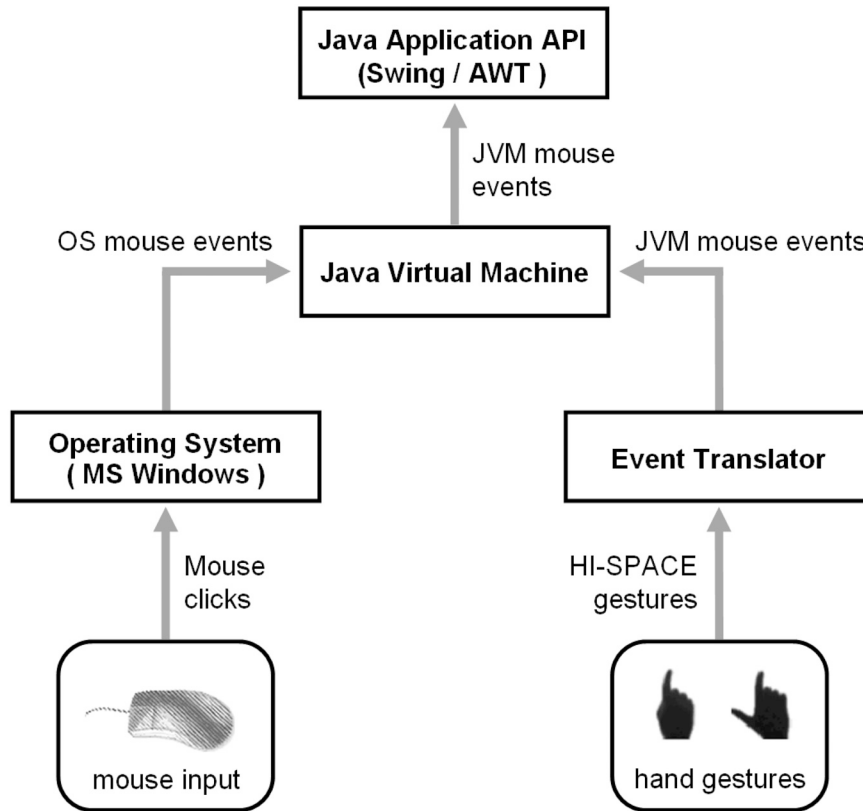 Java Application API
(Swing / AWT )
JVM mouse
events
OS mouse events
JVM mouse events
Java Virtual Machine
Operating System
( MS Windows )
Event Translator
Mouse
clicks
HI-SPACE
gestures
mouse input
hand gestures